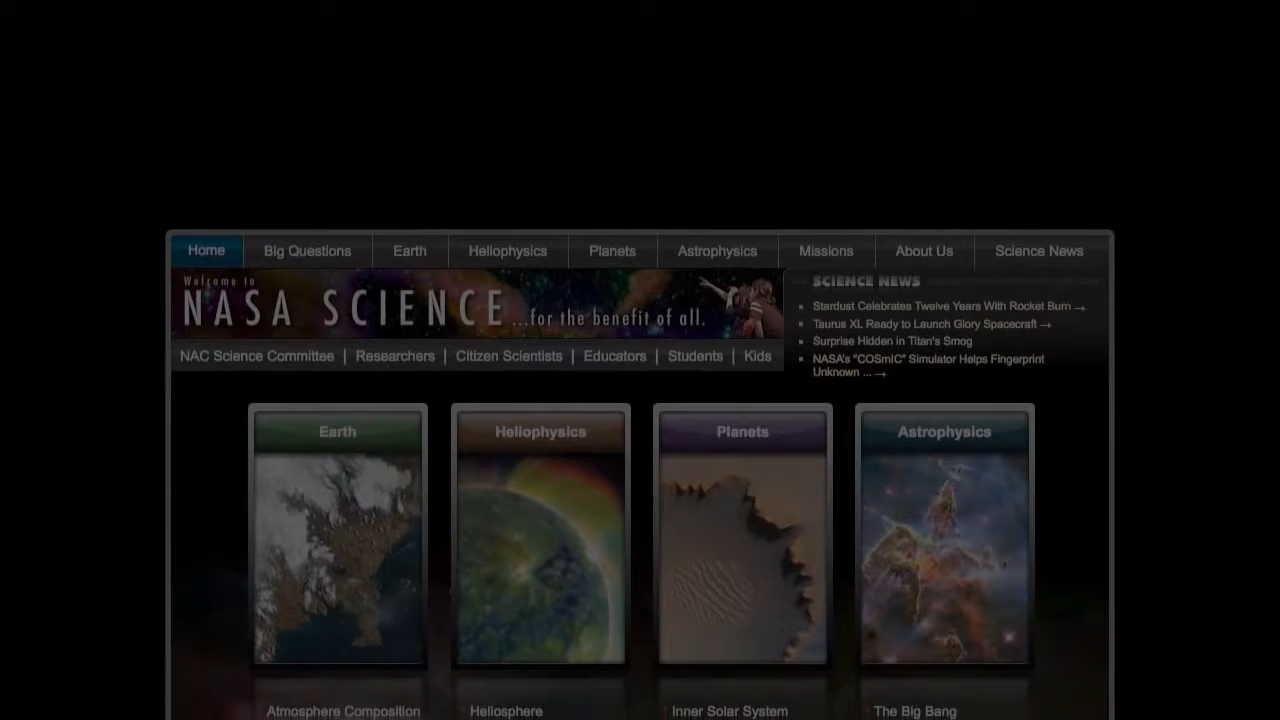 Home Big Questions Earth Heliophysics Planets Astrophysics Missions About Us Science News
Welcome to
NASA SCIENCE ...for the benefit of all.
NAC Science Committee | Researchers | Citizen Scientists | Educators | Students | Kids
SCIENCE NEWS
Stardust Celebrates Twelve Years With Rocket Burn →
Taurus XL Ready to Launch Glory Spacecraft →
Surprise Hidden in Titan's Smog
NASA's "COSmIC" Simulator Helps Fingerprint
Unknown ... →
Earth Heliophysics Planets Astrophysics
Atmosphere Composition Heliosphere Inner Solar System The Big Bang